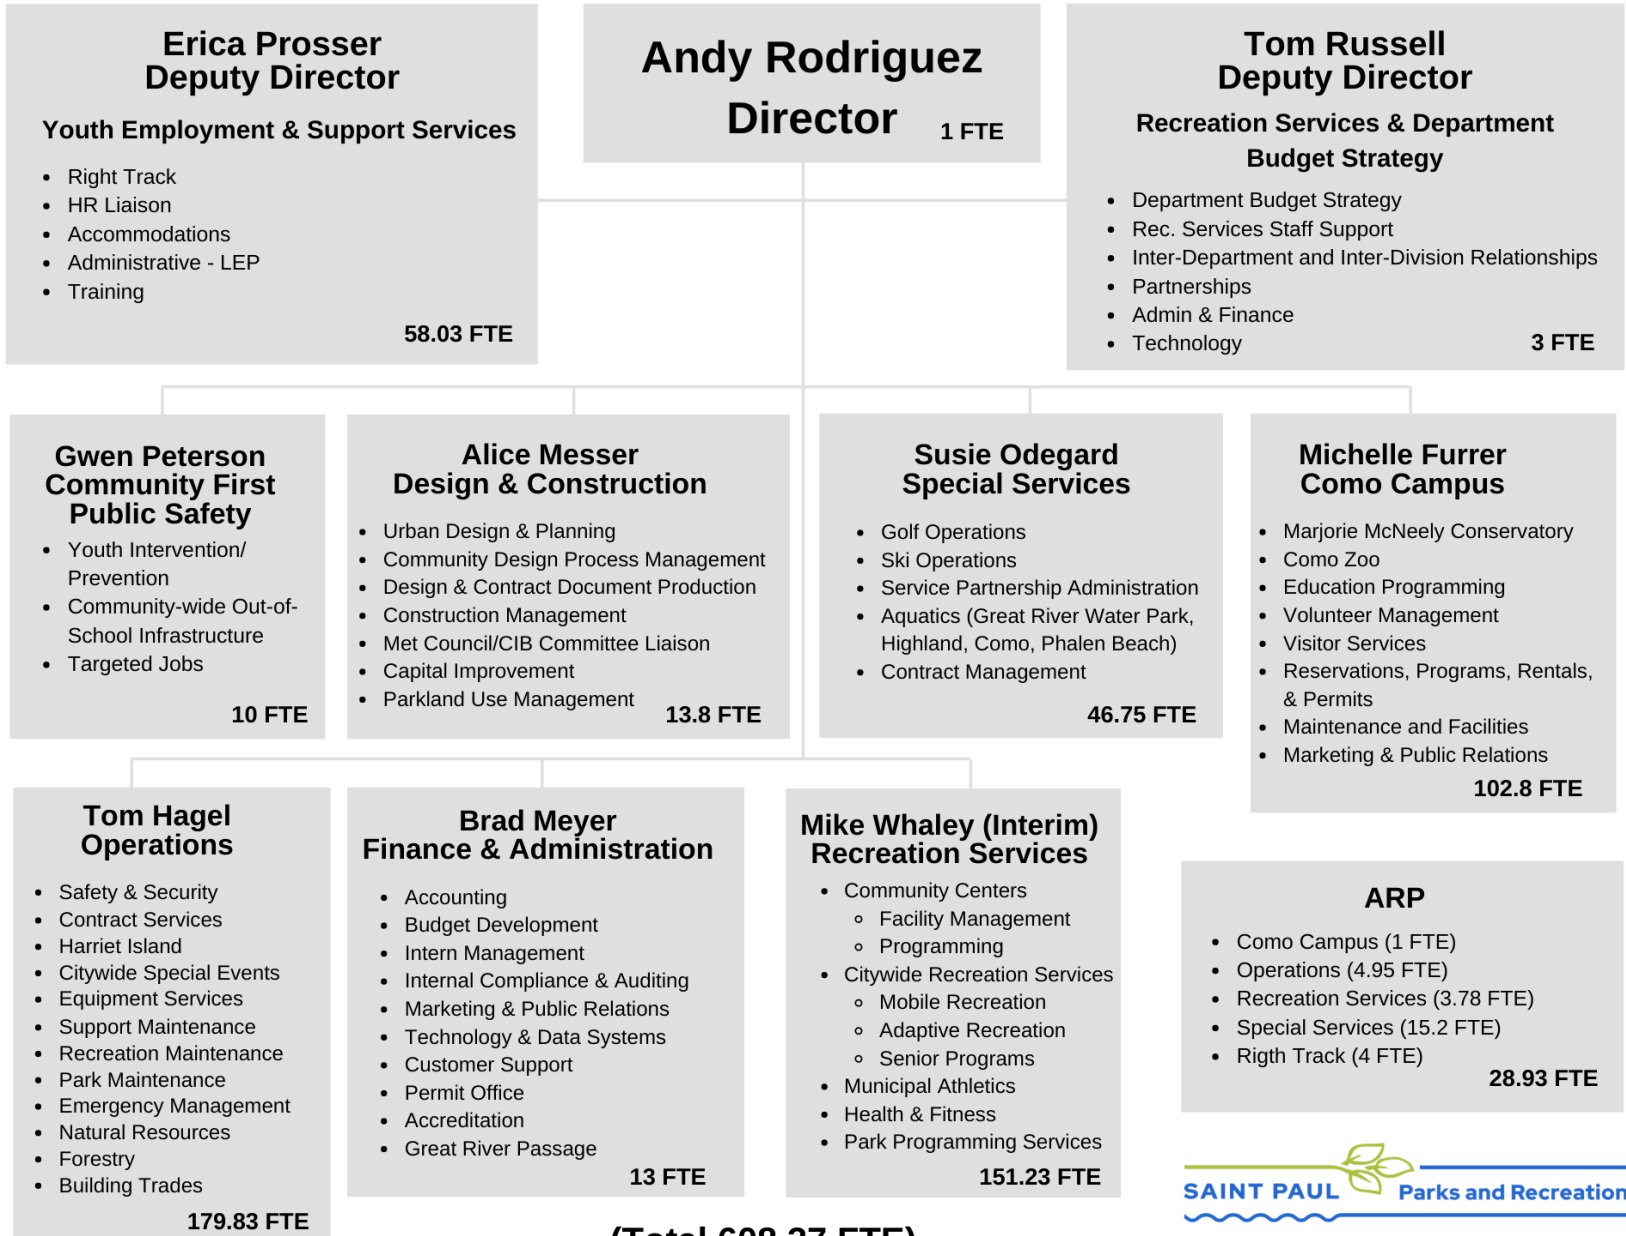 Erica Prosser
Deputy Director
Youth Employment & Support Services
Right Track
HR Liaison
Accommodations
Administrative - LEP
Training
58.03 FTE
Andy Rodriguez
Director
1 FTE
Tom Russell
Deputy Director
Recreation Services & Department
Budget Strategy
Department Budget Strategy
Rec. Services Staff Support
Inter-Department and Inter-Division Relationships
Partnerships
Admin & Finance
Technology
3 FTE
Gwen Peterson
Community First
Public Safety
Youth Intervention/
Prevention
Community-wide Out-of-
School Infrastructure
Targeted Jobs
10 FTE
Alice Messer
Design & Construction
Urban Design & Planning
Community Design Process Management
Design & Contract Document Production
Construction Management
Met Council/CIB Committee Liaison
Capital Improvement
Parkland Use Management
13.8 FTE
Susie Odegard
Special Services
Golf Operations
Ski Operations
Service Partnership Administration
Aquatics (Great River Water Park,
Highland, Como, Phalen Beach)
Contract Management
46.75 FTE
Michelle Furrer
Como Campus
Marjorie McNeely Conservatory
Como Zoo
Education Programming
Volunteer Management
Visitor Services
Reservations, Programs, Rentals,
& Permits
Maintenance and Facilities
Marketing & Public Relations
102.8 FTE
Tom Hagel
Operations
Safety & Security
Contract Services
Harriet Island
Citywide Special Events
Equipment Services
Support Maintenance
Recreation Maintenance
Park Maintenance
Emergency Management
Natural Resources
Forestry
Building Trades
179.83 FTE
Brad Meyer
Finance & Administration
Accounting
Budget Development
Intern Management
Internal Compliance & Auditing
Marketing & Public Relations
Technology & Data Systems
Customer Support
Permit Office
Accreditation
Great River Passage
13 FTE
Mike Whaley (Interim)
Recreation Services
Community Centers
Facility Management
Programming
Citywide Recreation Services
Mobile Recreation
Adaptive Recreation
Senior Programs
Municipal Athletics
Health & Fitness
Park Programming Services
151.23 FTE
ARP
Como Campus (1 FTE)
Operations (4.95 FTE)
Recreation Services (3.78 FTE)
Special Services (15.2 FTE)
Rigth Track (4 FTE)
28.93 FTE
SAINT PAUL Parks and Recreation
(Total 608.37 FTE)